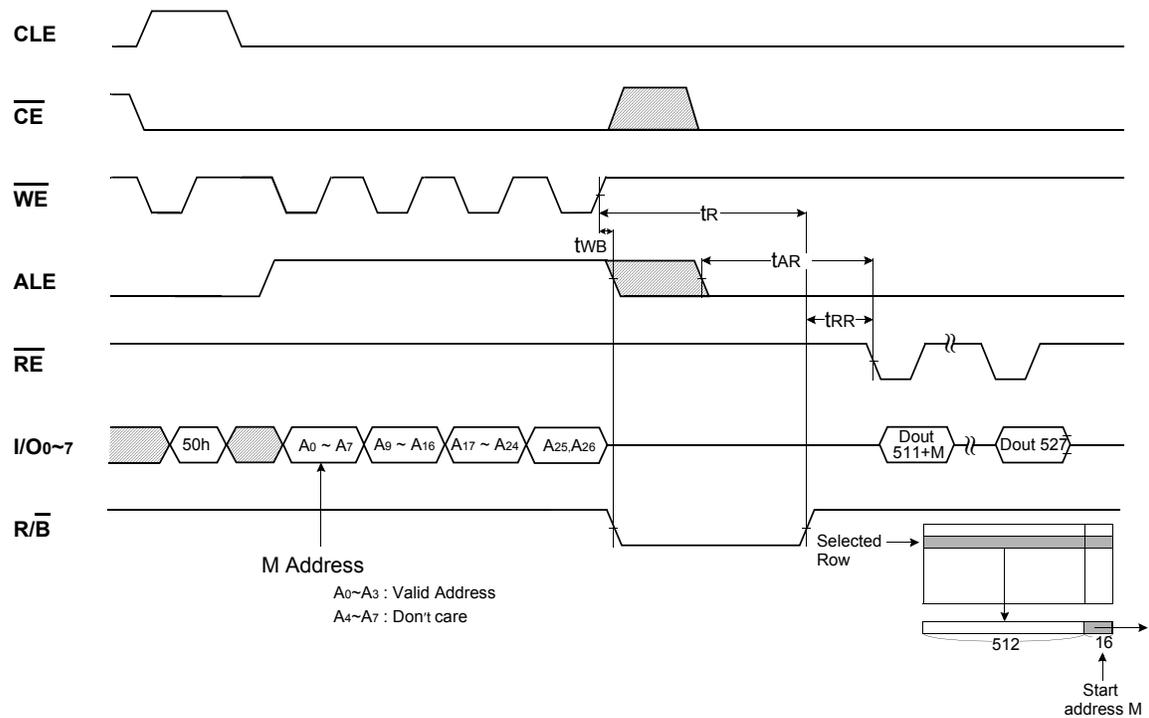 CLE
CE
WE
tR
tWB
ALE
tAR
tRR
RE
I/O0~7
50h
A0 ~ A7
A9 ~ A16
A17 ~ A24
A25,A26
Dout
511+M
Dout 527
R/B
M Address
A0~A3 : Valid Address
A4~A7 : Don't care
Selected
Row
512
16
Start
address M